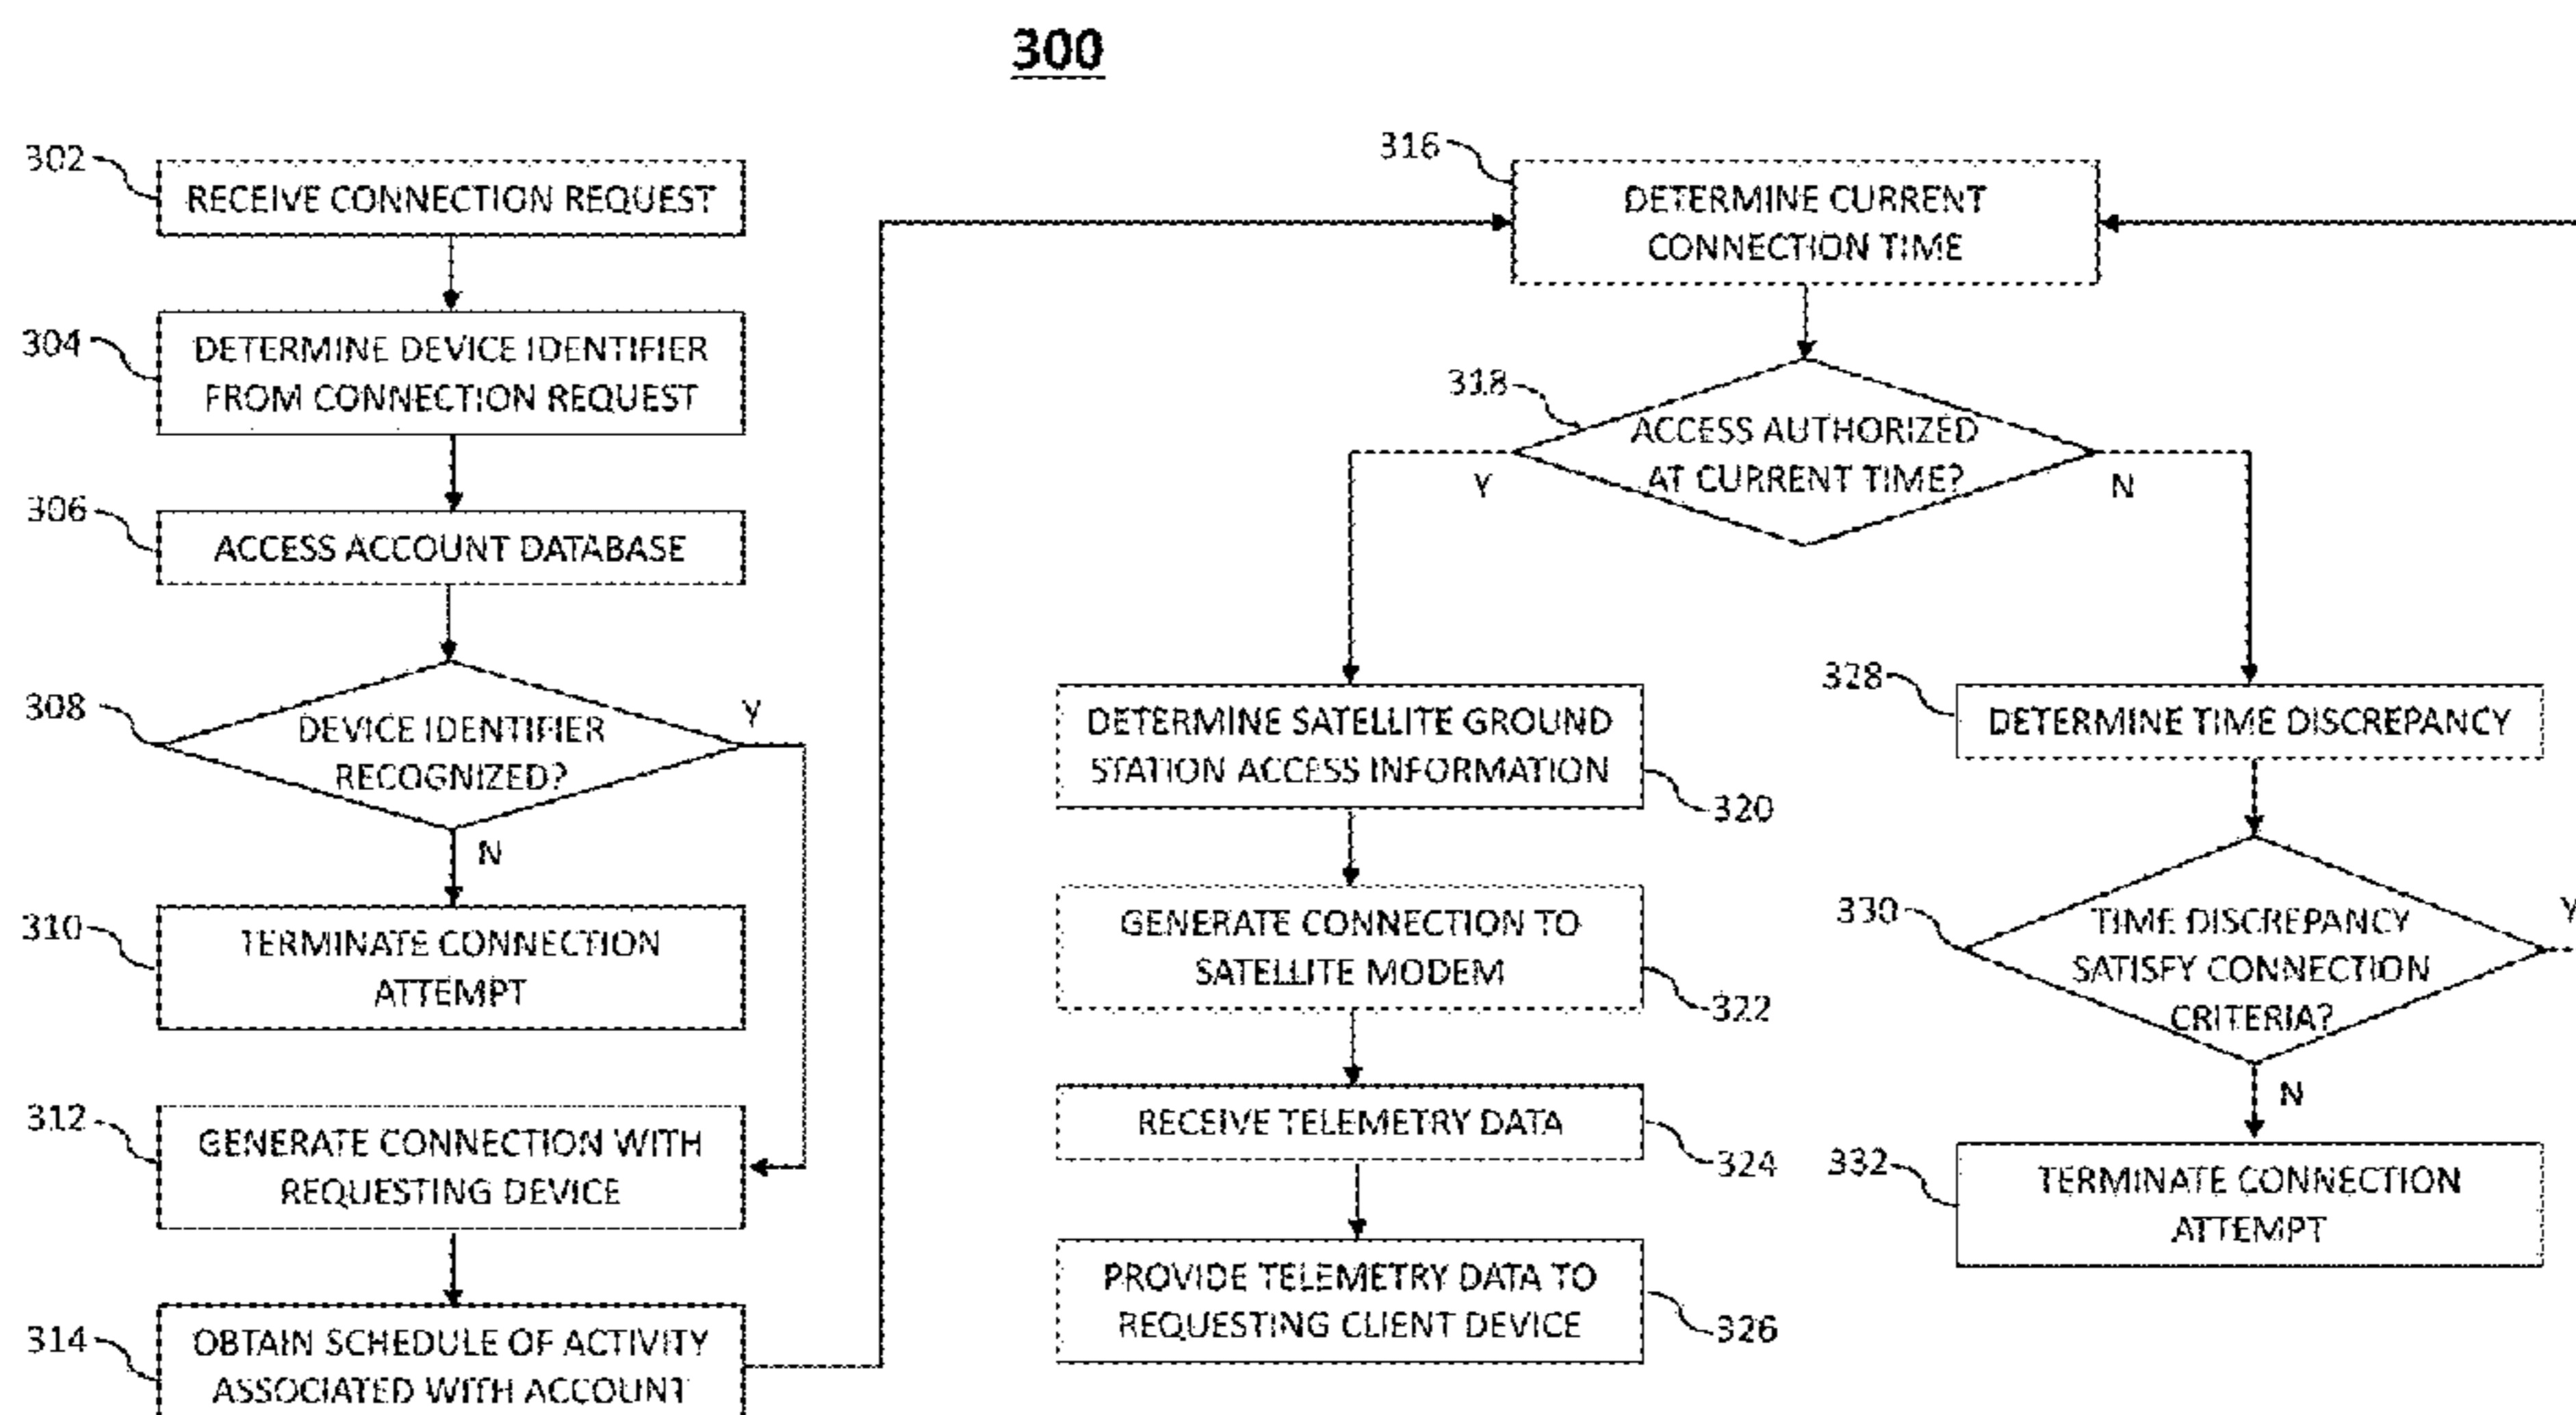 300
302
RECEIVE CONNECTION REQUEST
304
DETERMINE DEVICE IDENTIFIER
FROM CONNECTION REQUEST
306
ACCESS ACCOUNT DATABASE
308
DEVICE IDENTIFIER
RECOGNIZED?
Y
N
310
TERMINATE CONNECTION
ATTEMPT
312
GENERATE CONNECTION WITH
REQUESTING DEVICE
314
OBTAIN SCHEDULE OF ACTIVITY
ASSOCIATED WITH ACCOUNT
316
DETERMINE CURRENT
CONNECTION TIME
318
ACCESS AUTHORIZED
AT CURRENT TIME?
Y
N
DETERMINE SATELLITE GROUND
STATION ACCESS INFORMATION
320
GENERATE CONNECTION TO
SATELLITE MODEM
322
RECEIVE TELEMETRY DATA
324
PROVIDE TELEMETRY DATA TO
REQUESTING CLIENT DEVICE
326
328
DETERMINE TIME DISCREPANCY
330
TIME DISCREPANCY
SATISFY CONNECTION
CRITERIA?
Y
N
332
TERMINATE CONNECTION
ATTEMPT